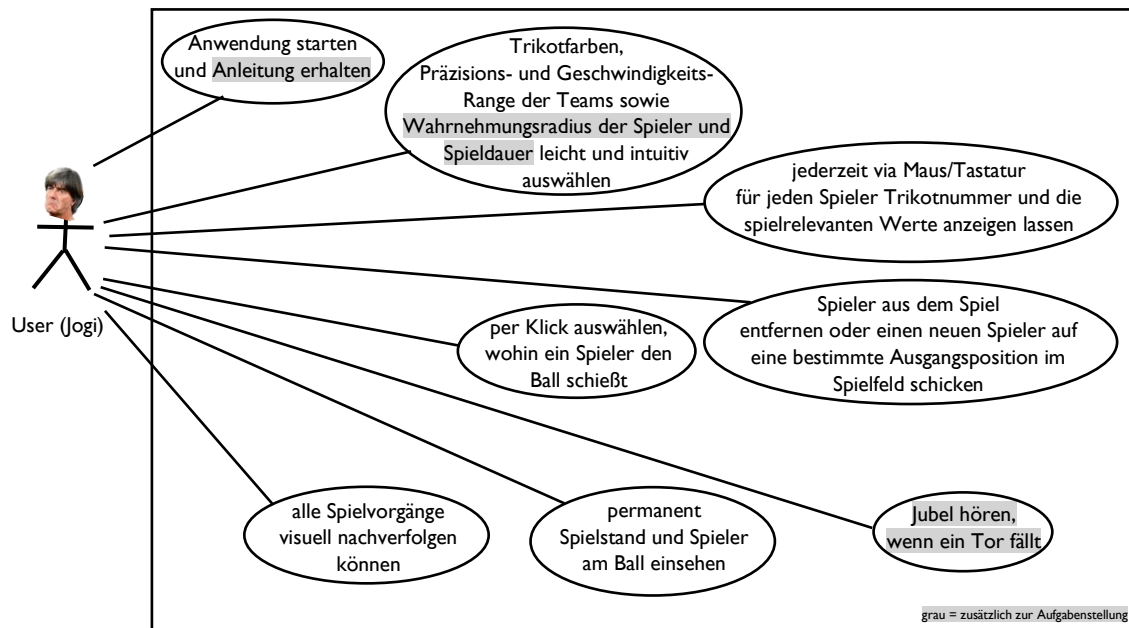 Anwendung starten
und Anleitung erhalten
Trikotfarben,
Präzisions- und Geschwindigkeits-
Range der Teams sowie
Wahrnehmungsradius der Spieler und
Spieldauer leicht und intuitiv
auswählen
jederzeit via Maus/Tastatur
für jeden Spieler Trikotnummer und die
spielrelevanten Werte anzeigen lassen
User (Jogi)
per Klick auswählen,
wohin ein Spieler den
Ball schießt
Spieler aus dem Spiel
entfernen oder einen neuen Spieler auf
eine bestimmte Ausgangsposition im
Spielfeld schicken
alle Spielvorgänge
visuell nachverfolgen
können
permanent
Spielstand und Spieler
am Ball einsehen
Jubel hören,
wenn ein Tor fällt
grau = zusätzlich zur Aufgabenstellung